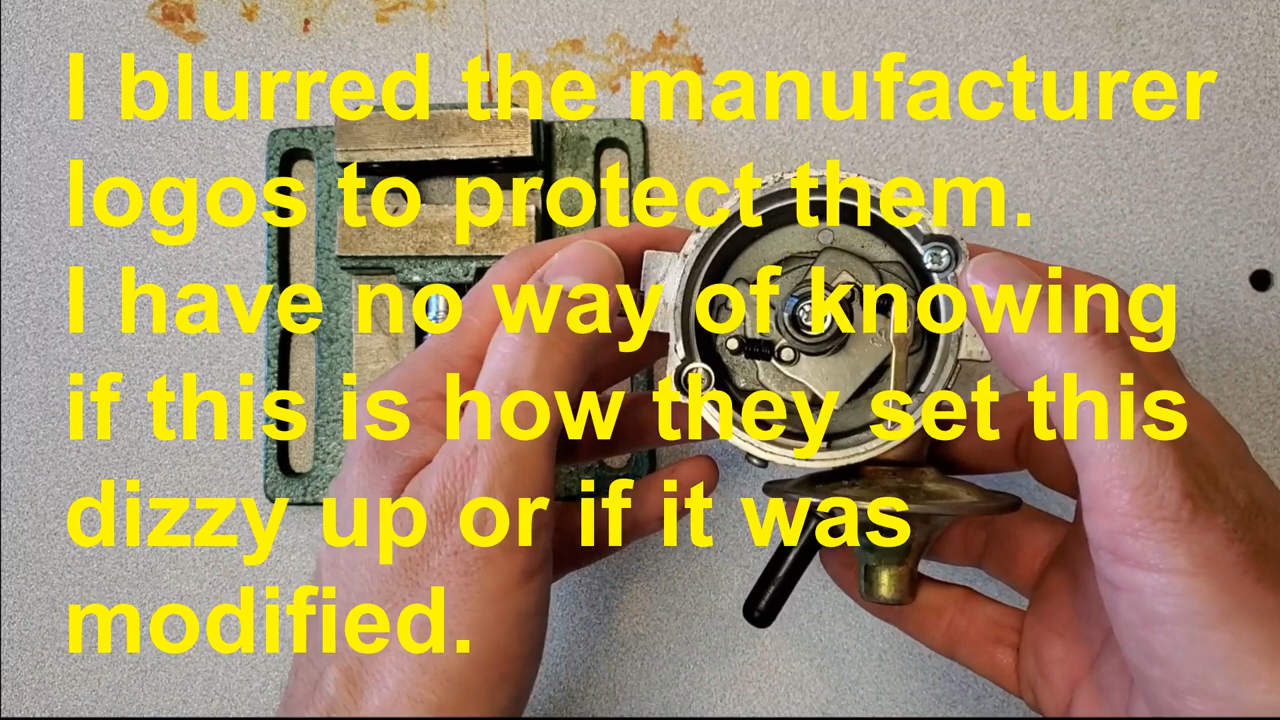 I blurred the manufacturer
logos to protect them.
I have no way of knowing
if this is how they set this
dizzy up or if it was
modified.